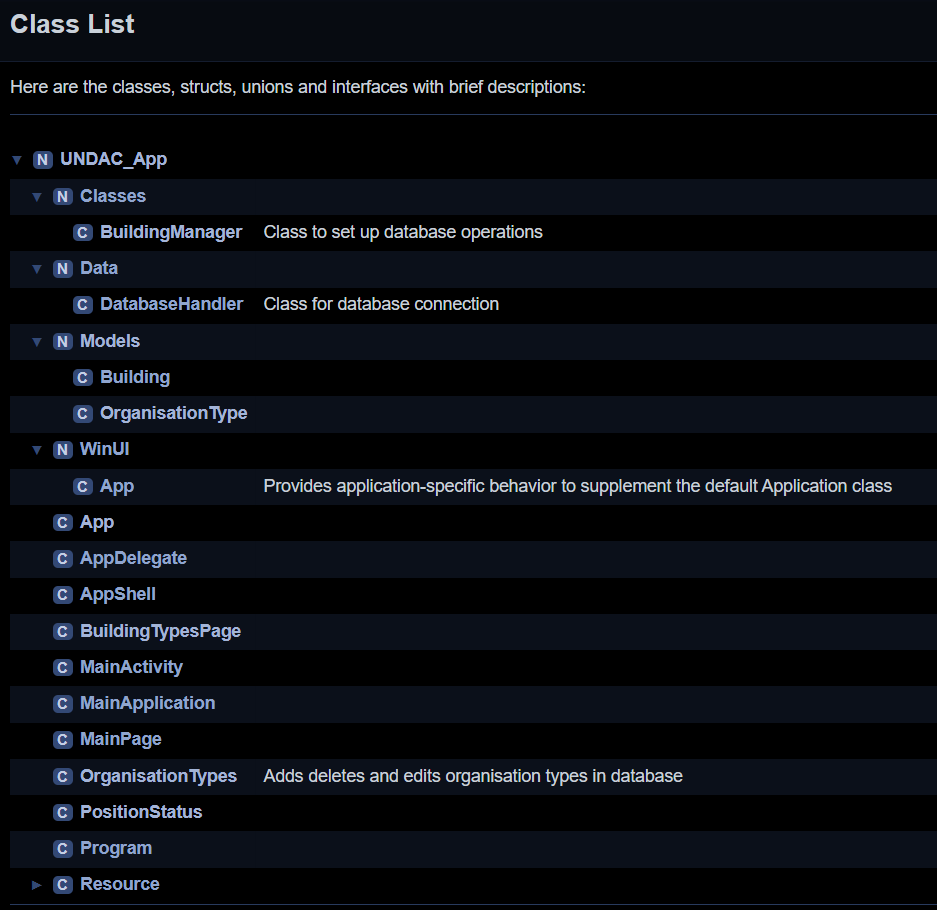 Class List
Here are the classes, structs, unions and interfaces with brief descriptions:
N UNDAC_App
N Classes
C BuildingManager Class to set up database operations
N Data
C DatabaseHandler Class for database connection
N Models
C Building
C OrganisationType
N WinUI
C App Provides application-specific behavior to supplement the default Application class
C App
C AppDelegate
C AppShell
C BuildingTypesPage
C MainActivity
C MainApplication
C MainPage
C OrganisationTypes Adds deletes and edits organisation types in database
C PositionStatus
C Program
C Resource